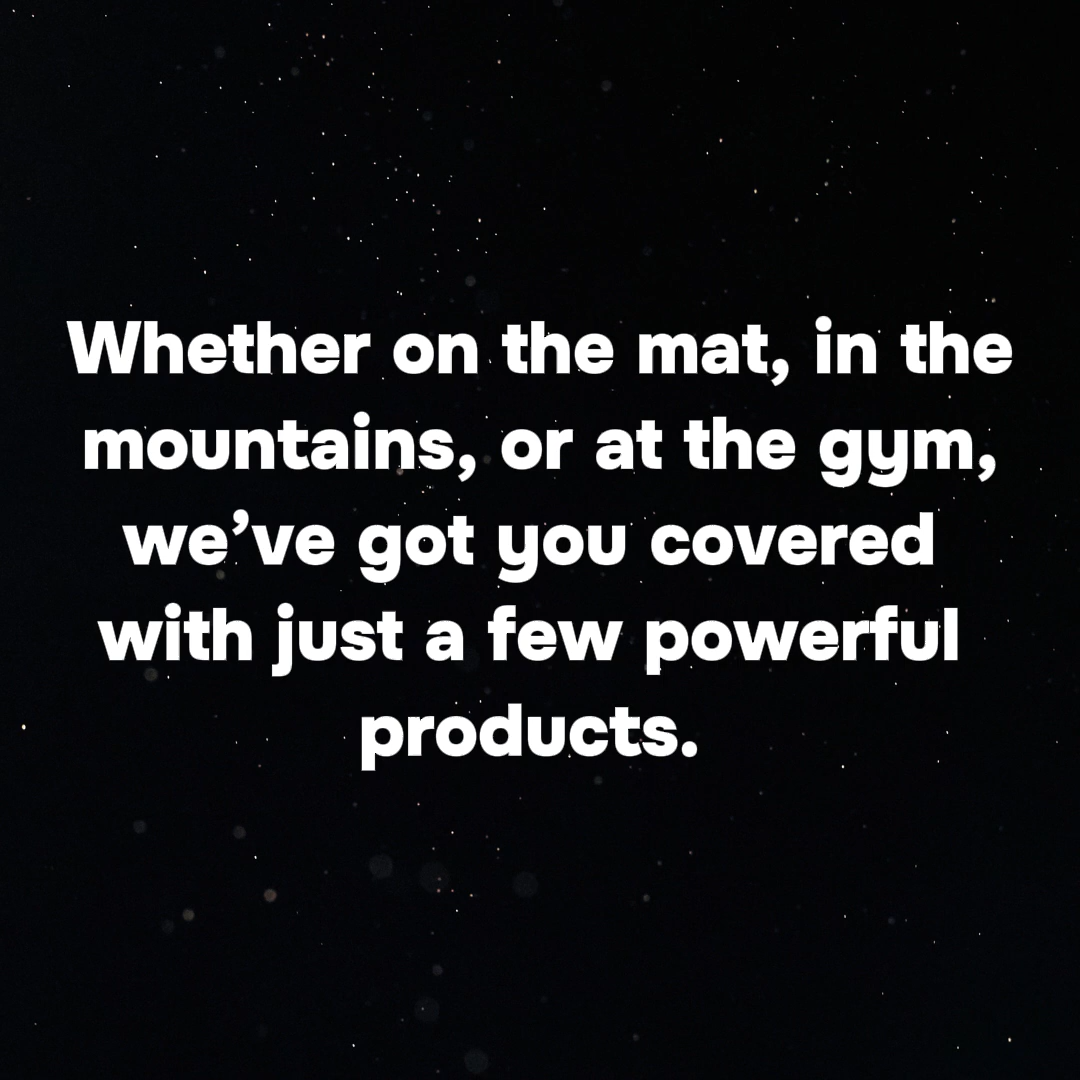 Whether on the mat, in the
mountains, or at the gym,
we’ve got you covered
with just a few powerful
products.